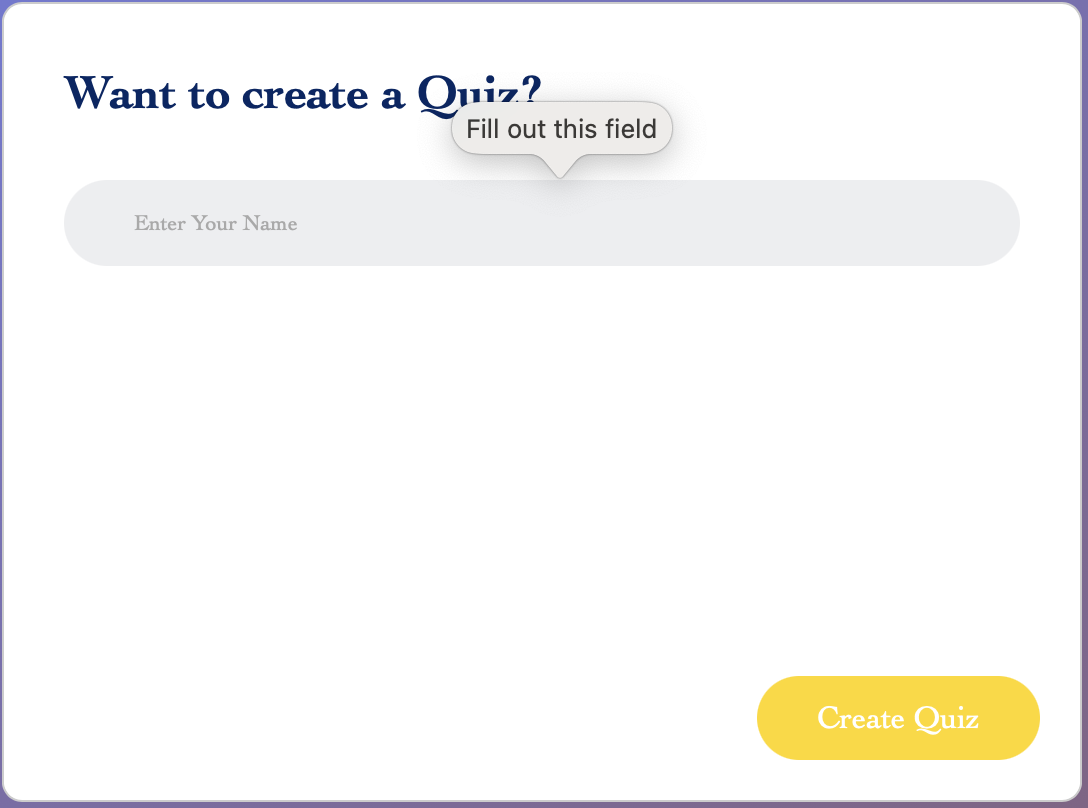 Want to create a Quiz?
Fill out this field
Enter Your Name
Create Quiz